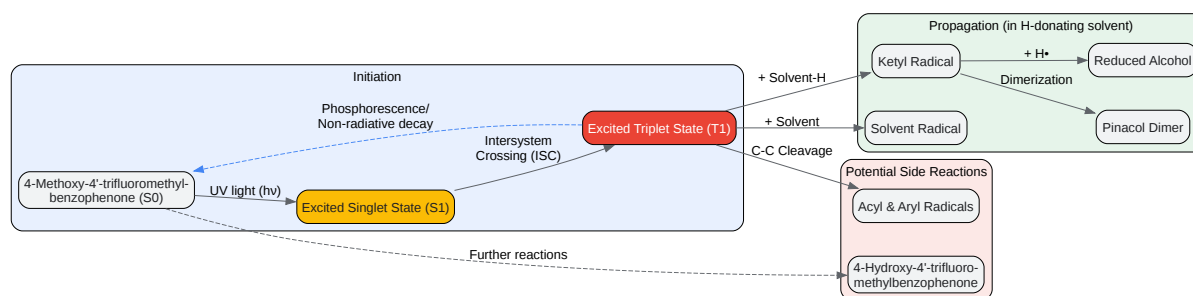 Propagation (in H-donating solvent)
Ketyl Radical
+ H•
Reduced Alcohol
Dimerization
Solvent Radical
Pinacol Dimer
Initiation
+ Solvent-H
Phosphorescence/
Non-radiative decay
Intersystem
Crossing (ISC)
Excited Triplet State (T1)
+ Solvent
C-C Cleavage
4-Methoxy-4'-trifluoromethyl-
benzophenone (S0)
UV light (hν)
Excited Singlet State (S1)
Potential Side Reactions
Acyl & Aryl Radicals
Further reactions
4-Hydroxy-4'-trifluoro-
methylbenzophenone